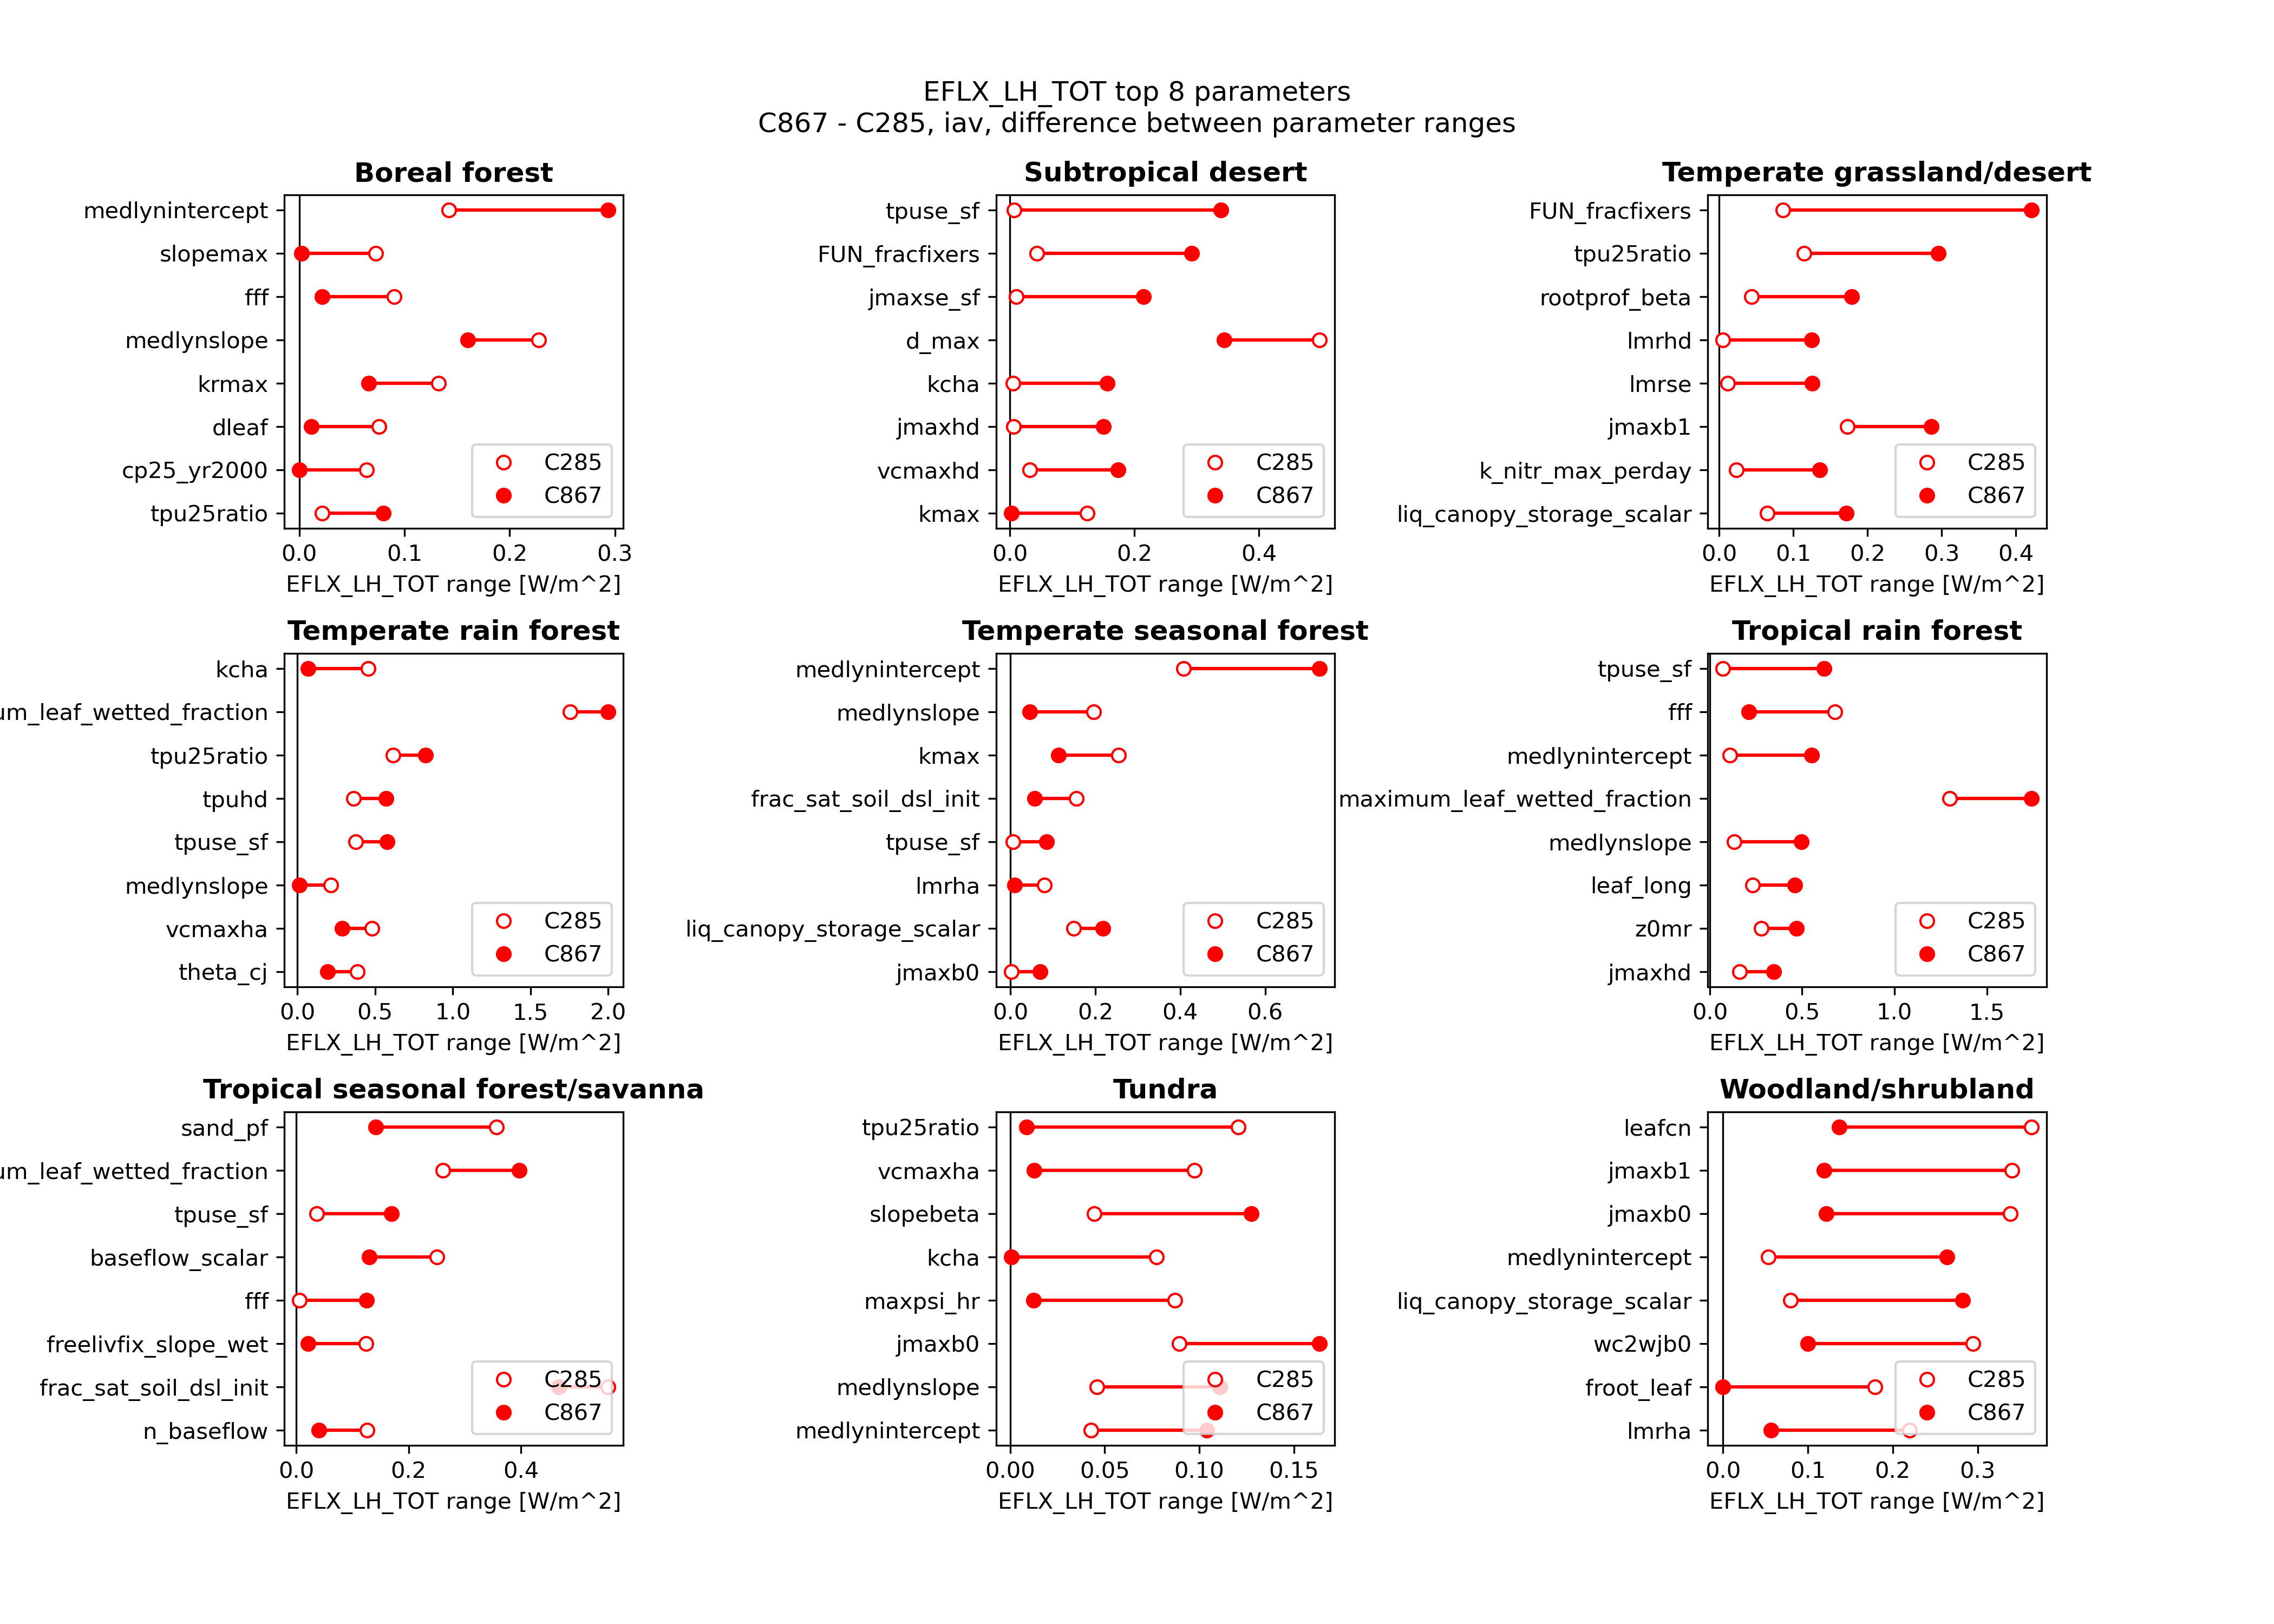 EFLX_LH_TOT top 8 parameters
C867 - C285, iav, difference between parameter ranges
Boreal forest
medlynintercept
slopemax
fff
medlynslope
krmax
dleaf
cp25_yr2000
tpu25ratio
C285
C867
0.0 0.1 0.2 0.3
EFLX_LH_TOT range [W/m^2]
Subtropical desert
tpuse_sf
FUN_fracfixers
jmaxse_sf
d_max
kcha
jmaxhd
vcmaxhd
kmax
C285
C867
0.0 0.2 0.4
EFLX_LH_TOT range [W/m^2]
Temperate grassland/desert
FUN_fracfixers
tpu25ratio
rootprof_beta
lmrhd
lmrse
jmaxb1
k_nitr_max_perday
liq_canopy_storage_scalar
C285
C867
0.0 0.1 0.2 0.3 0.4
EFLX_LH_TOT range [W/m^2]
Temperate rain forest
kcha
um_leaf_wetted_fraction
tpu25ratio
tpuhd
tpuse_sf
medlynslope
vcmaxha
theta_cj
C285
C867
0.0 0.5 1.0 1.5 2.0
EFLX_LH_TOT range [W/m^2]
Temperate seasonal forest
medlynintercept
medlynslope
kmax
frac_sat_soil_dsl_init
tpuse_sf
lmrha
liq_canopy_storage_scalar
jmaxb0
C285
C867
0.0 0.2 0.4 0.6
EFLX_LH_TOT range [W/m^2]
Tropical rain forest
tpuse_sf
fff
medlynintercept
maximum_leaf_wetted_fraction
medlynslope
leaf_long
z0mr
jmaxhd
C285
C867
0.0 0.5 1.0 1.5
EFLX_LH_TOT range [W/m^2]
Tropical seasonal forest/savanna
sand_pf
um_leaf_wetted_fraction
tpuse_sf
baseflow_scalar
fff
freelivfix_slope_wet
frac_sat_soil_dsl_init
n_baseflow
C285
C867
0.0 0.2 0.4
EFLX_LH_TOT range [W/m^2]
Tundra
tpu25ratio
vcmaxha
slopebeta
kcha
maxpsi_hr
jmaxb0
medlynslope
medlynintercept
C285
C867
0.00 0.05 0.10 0.15
EFLX_LH_TOT range [W/m^2]
Woodland/shrubland
leafcn
jmaxb1
jmaxb0
medlynintercept
liq_canopy_storage_scalar
wc2wjb0
froot_leaf
lmrha
C285
C867
0.0 0.1 0.2 0.3
EFLX_LH_TOT range [W/m^2]